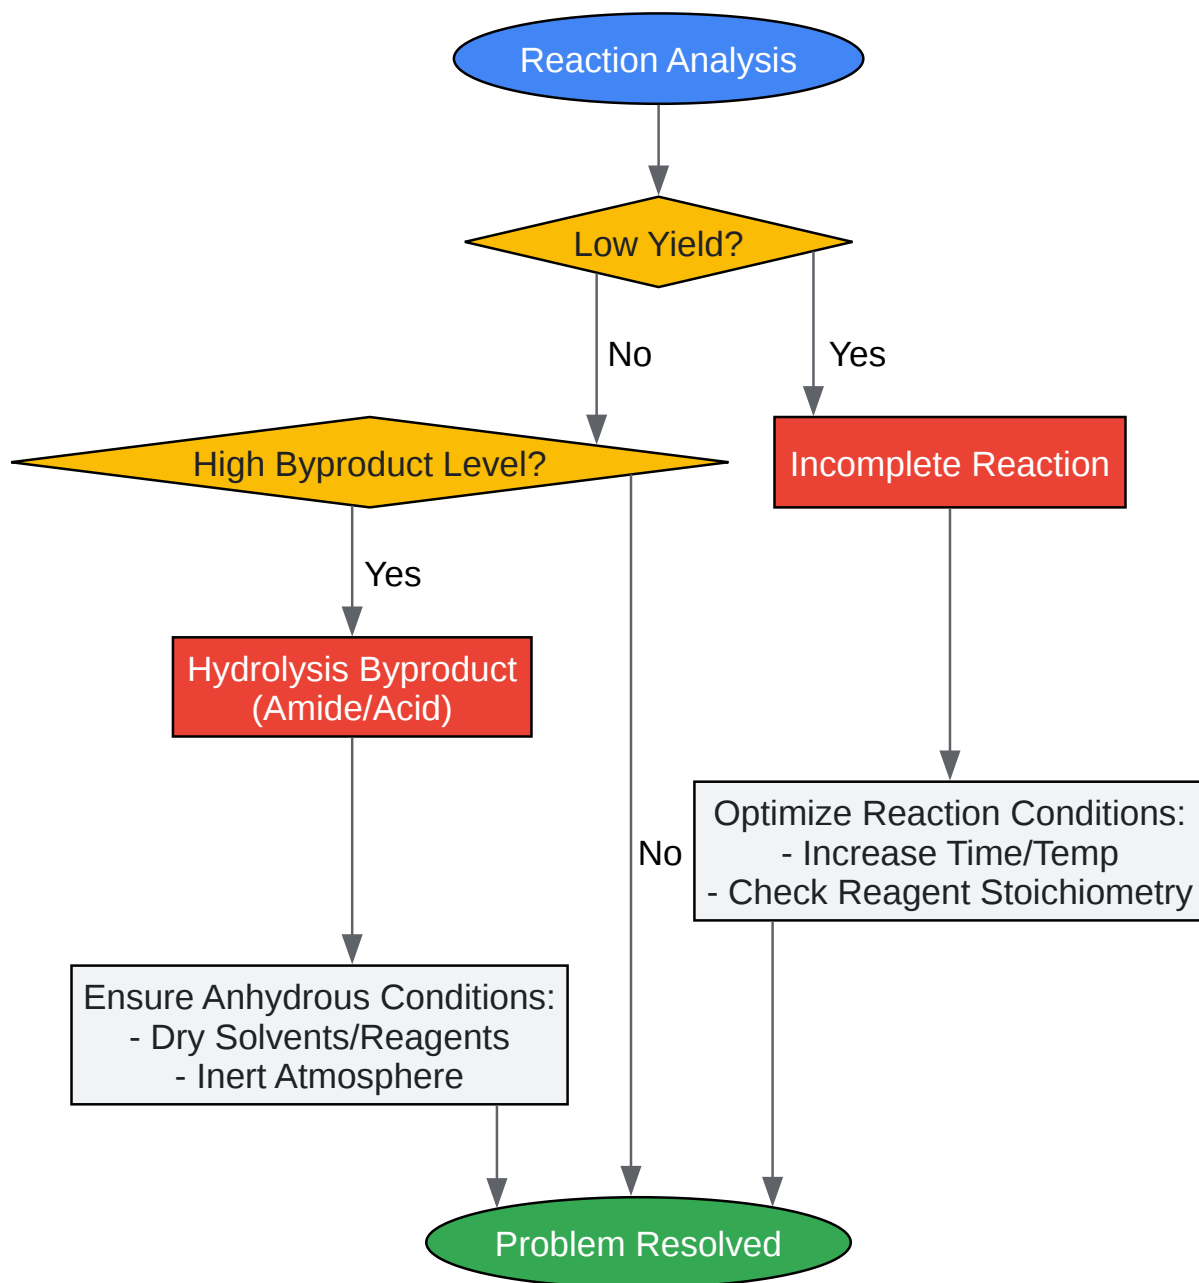 Reaction Analysis
Low Yield?
No
Yes
High Byproduct Level?
Incomplete Reaction
Yes
Hydrolysis Byproduct
(Amide/Acid)
Optimize Reaction Conditions:
- Increase Time/Temp
- Check Reagent Stoichiometry
No
Ensure Anhydrous Conditions:
- Dry Solvents/Reagents
- Inert Atmosphere
Problem Resolved